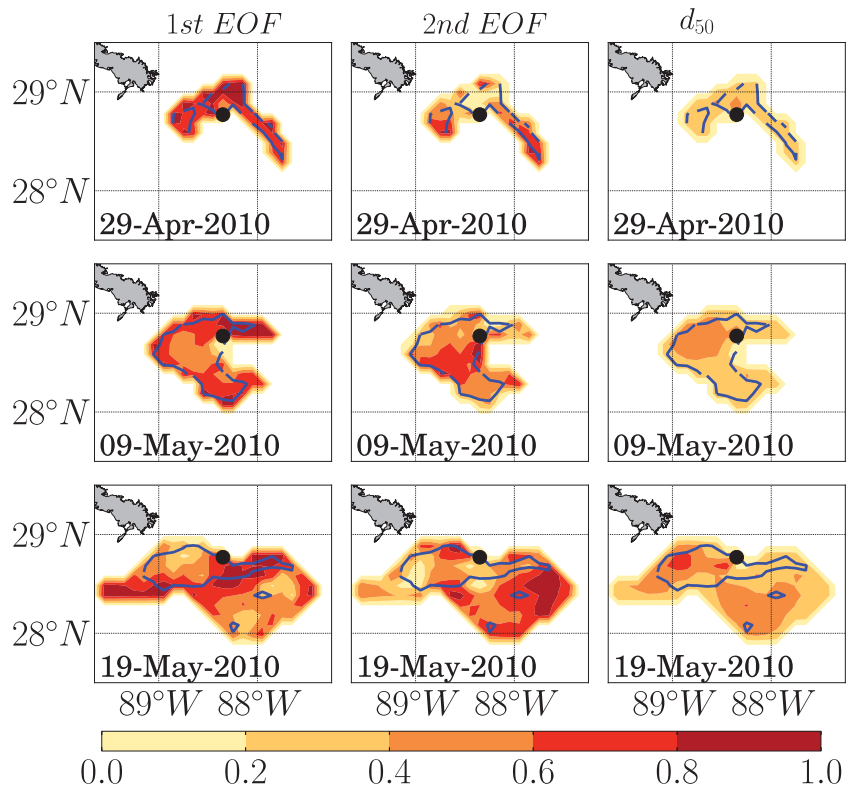 1st EOF 2nd EOF d50
29°N
28°N
29-Apr-2010 29-Apr-2010 29-Apr-2010
29°N
28°N
09-May-2010 09-May-2010 09-May-2010
29°N
28°N
19-May-2010 19-May-2010 19-May-2010
89°W 88°W 89°W 88°W 89°W 88°W
0.0 0.2 0.4 0.6 0.8 1.0